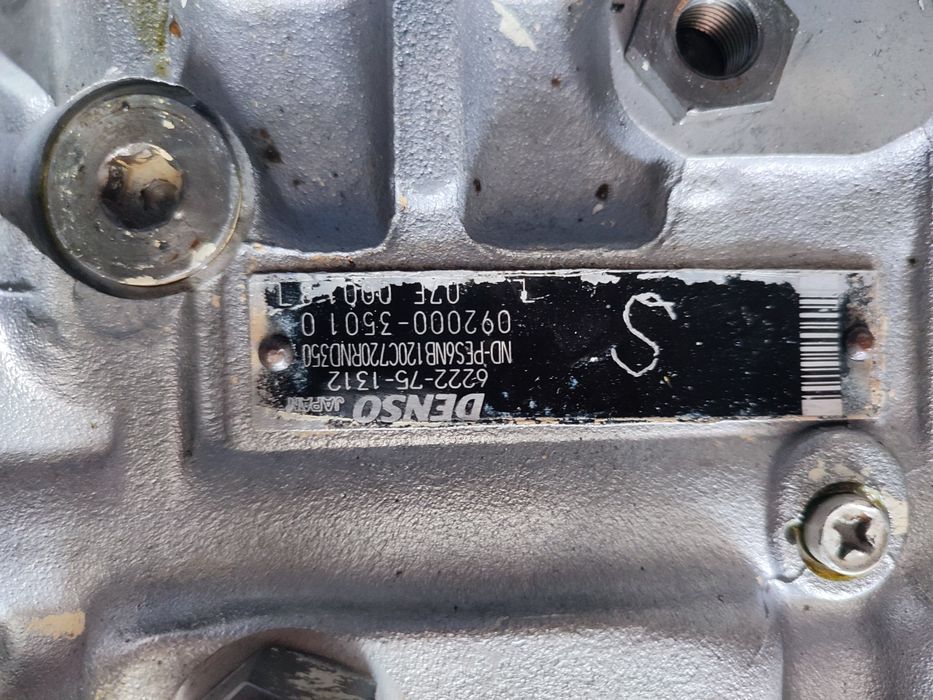 DENSO JAPAN
6222-75-1312
ND-PES6NB120C720RND350
092000-3501 0
S